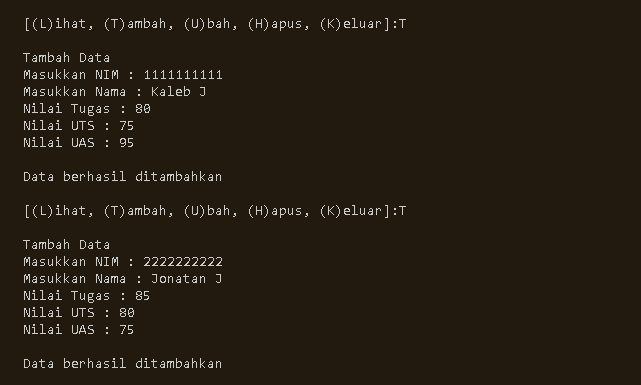 [(L)ihat, (T)ambah, (U)bah, (H)apus, (K)eluar]:T
Tambah Data
Masukkan NIM : 1111111111
Masukkan Nama : Kaleb J
Nilai Tugas : 80
Nilai UTS : 75
Nilai UAS : 95
Data berhasil ditambahkan
[(L)ihat, (T)ambah, (U)bah, (H)apus, (K)eluar]:T
Tambah Data
Masukkan NIM : 2222222222
Masukkan Nama : Jonatan J
Nilai Tugas : 85
Nilai UTS : 80
Nilai UAS : 75
Data berhasil ditambahkan